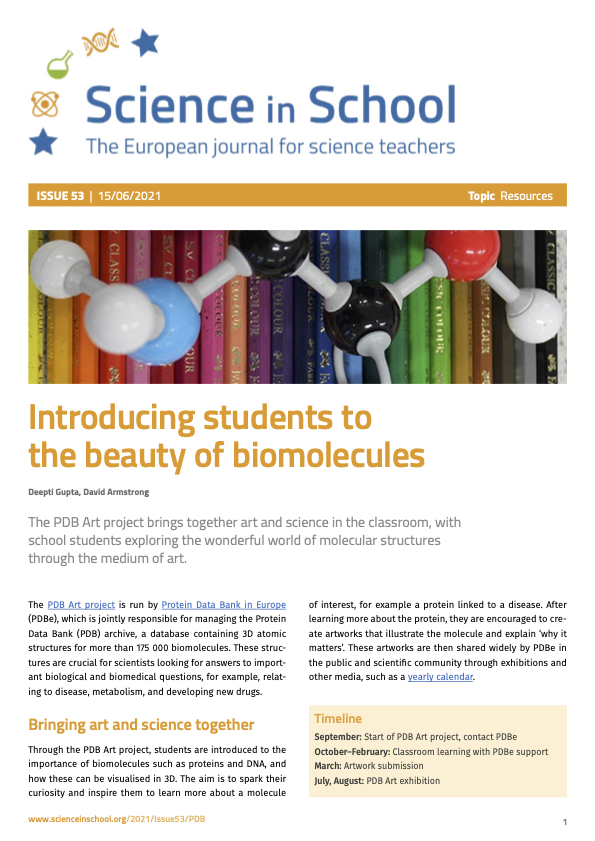 Science in School
The European journal for science teachers
ISSUE 53 | 15/06/2021
Topic Resources
CLASSIC
COLOUR
Introducing students to
the beauty of biomolecules
Deepti Gupta, David Armstrong
The PDB Art project brings together art and science in the classroom, with
school students exploring the wonderful world of molecular structures
through the medium of art.
The PDB Art project is run by Protein Data Bank in Europe
(PDBe), which is jointly responsible for managing the Protein
Data Bank (PDB) archive, a database containing 3D atomic
structures for more than 175 000 biomolecules. These struc-
tures are crucial for scientists looking for answers to import-
ant biological and biomedical questions, for example, relat-
ing to disease, metabolism, and developing new drugs.
Bringing art and science together
Through the PDB Art project, students are introduced to the
importance of biomolecules such as proteins and DNA, and
how these can be visualised in 3D. The aim is to spark their
curiosity and inspire them to learn more about a molecule
of interest, for example a protein linked to a disease. After
learning more about the protein, they are encouraged to cre-
ate artworks that illustrate the molecule and explain ‘why it
matters’. These artworks are then shared widely by PDBe in
the public and scientific community through exhibitions and
other media, such as a yearly calendar.
Timeline
September: Start of PDB Art project, contact PDBe
October–February: Classroom learning with PDBe support
March: Artwork submission
July, August: PDB Art exhibition
www.scienceinschool.org/2021/Issue53/PDB
1